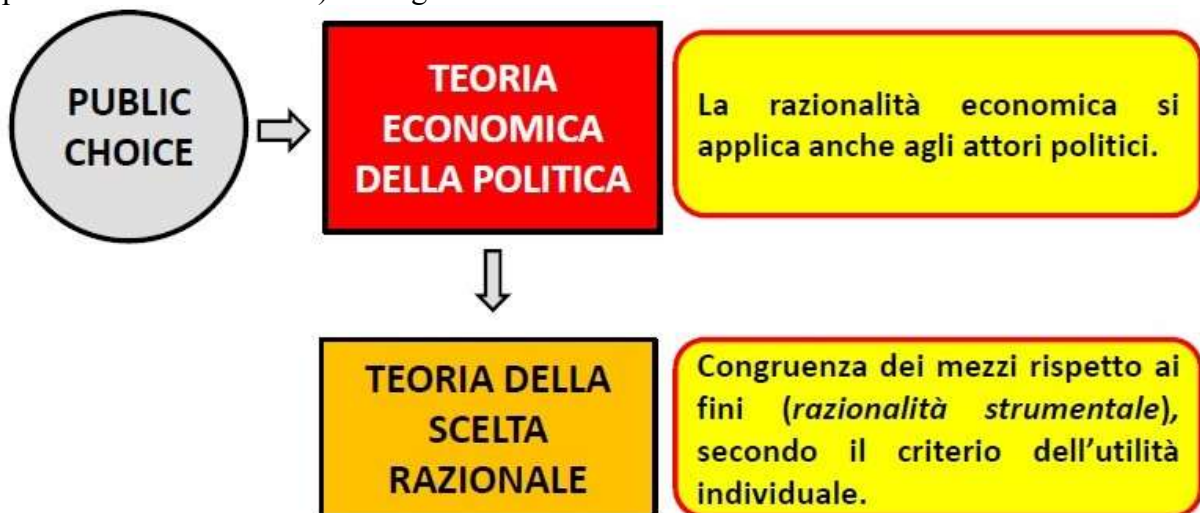 PUBLIC
CHOICE
TEORIA
ECONOMICA
DELLA POLITICA
La razionalità economica si
applica anche agli attori politici.
TEORIA DELLA
SCELTA
RAZIONALE
Congruenza dei mezzi rispetto ai
fini (razionalità strumentale),
secondo il criterio dell'utilità
individuale.